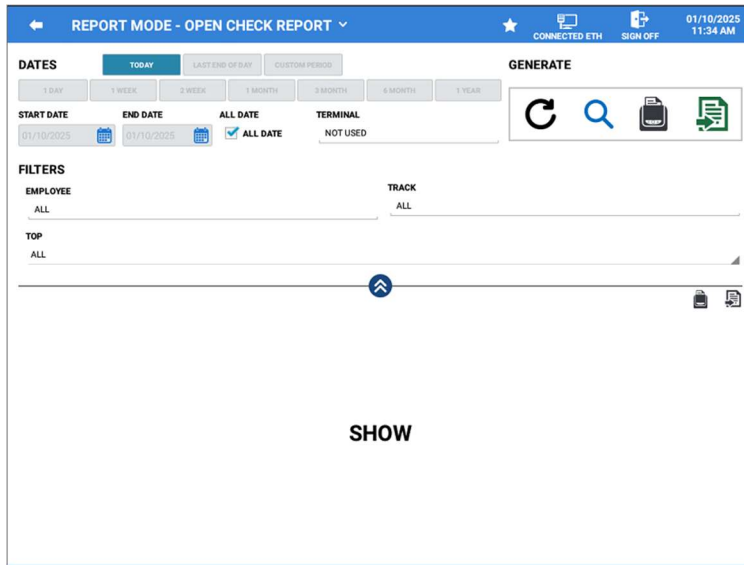 REPORT MODE - OPEN CHECK REPORT
CONNECTED ETH
SIGN OFF
01/10/2025
11:34 AM
DATES
TODAY
LAST END OF DAY
CUSTOM PERIOD
GENERATE
1 DAY
1 WEEK
2 WEEK
1 MONTH
3 MONTH
6 MONTH
1 YEAR
START DATE
END DATE
ALL DATE
TERMINAL
01/10/2025
01/10/2025
ALL DATE
NOT USED
FILTERS
EMPLOYEE
TRACK
ALL
ALL
TOP
ALL
SHOW